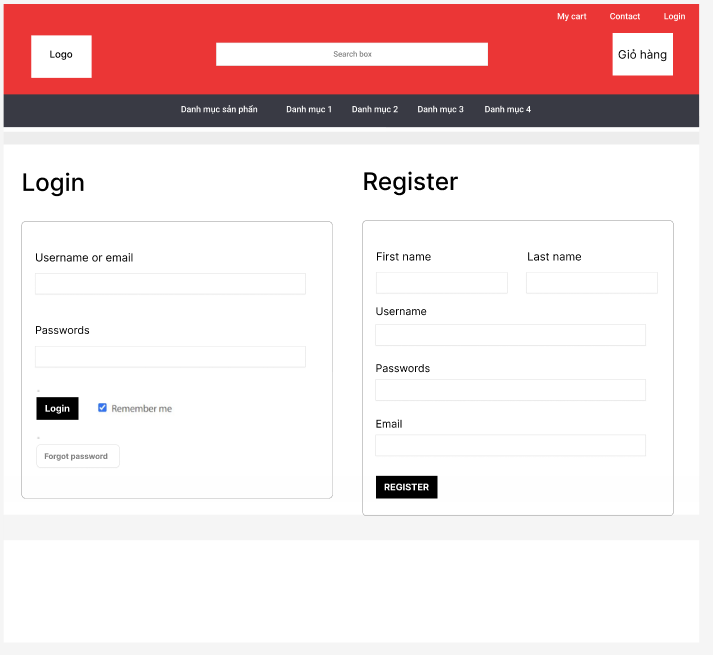 My cart Contact Login
Logo
Search box
Giỏ hàng
Danh mục sản phẩn Danh mục 1 Danh mục 2 Danh mục 3 Danh mục 4
Login
Username or email
Passwords
Login
Remember me
Forgot password
Register
First name Last name
Username
Passwords
Email
REGISTER